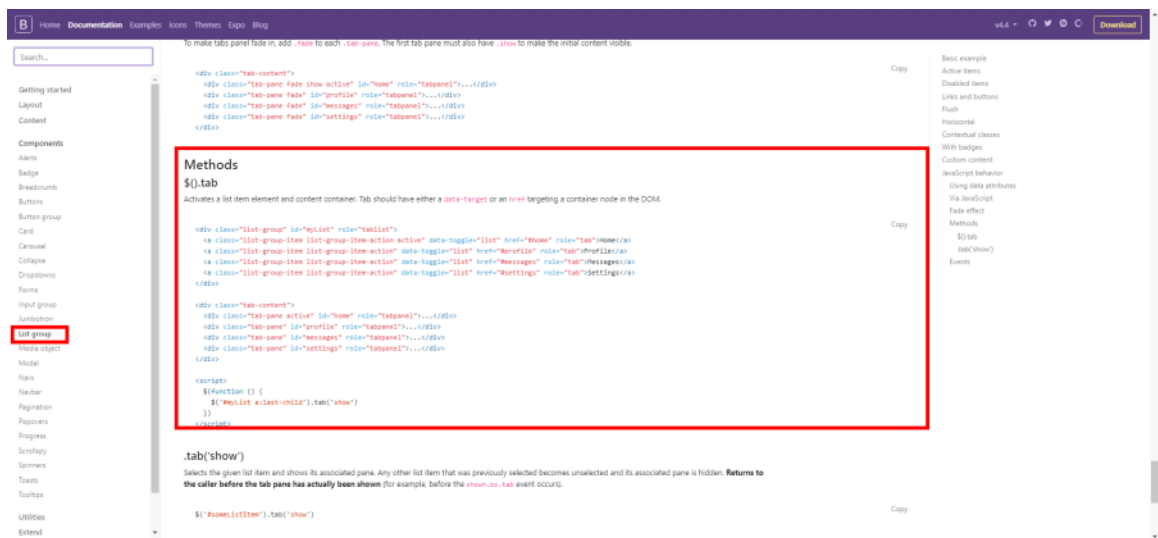 B Home Documentation Examples Icons Themes Expo Blog v4.4 Download
Search...
Getting started
Layout
Content
Components
Alerts
Badge
Breadcrumb
Buttons
Button group
Card
Carousel
Collapse
Dropdowns
Forms
Input group
Jumbotron
List group
Media object
Modal
Navs
Navbar
Pagination
Popovers
Progress
Scrollspy
Spinners
Toasts
Tooltips
Utilities
Extend
To make tabs panel fade in, add .fade to each .tab-pane. The first tab pane must also have .show to make the initial content visible.
Copy
<div class="tab-content">
<div class="tab-pane fade show active" id="home" role="tabpanel">...</div>
<div class="tab-pane fade" id="profile" role="tabpanel">...</div>
<div class="tab-pane fade" id="messages" role="tabpanel">...</div>
<div class="tab-pane fade" id="settings" role="tabpanel">...</div>
</div>
Methods
$().tab
Activates a list item element and content container. Tab should have either a data-target or an href targeting a container node in the DOM.
Copy
<div class="list-group" id="myList" role="tablist">
<a class="list-group-item list-group-item-action active" data-toggle="list" href="#home" role="tab">Home</a>
<a class="list-group-item list-group-item-action" data-toggle="list" href="#profile" role="tab">Profile</a>
<a class="list-group-item list-group-item-action" data-toggle="list" href="#messages" role="tab">Messages</a>
<a class="list-group-item list-group-item-action" data-toggle="list" href="#settings" role="tab">Settings</a>
</div>
<div class="tab-content">
<div class="tab-pane active" id="home" role="tabpanel">...</div>
<div class="tab-pane" id="profile" role="tabpanel">...</div>
<div class="tab-pane" id="messages" role="tabpanel">...</div>
<div class="tab-pane" id="settings" role="tabpanel">...</div>
</div>
<script>
$(function () {
$('#myList a:last-child').tab('show')
})
</script>
.tab('show')
Selects the given list item and shows its associated pane. Any other list item that was previously selected becomes unselected and its associated pane is hidden. Returns to
the caller before the tab pane has actually been shown (for example, before the shown.bs.tab event occurs).
Copy
$('#someListItem').tab('show')
Basic example
Active items
Disabled items
Links and buttons
Flush
Horizontal
Contextual classes
With badges
Custom content
JavaScript behavior
Using data attributes
Via JavaScript
Fade effect
Methods
$().tab
.tab('show')
Events